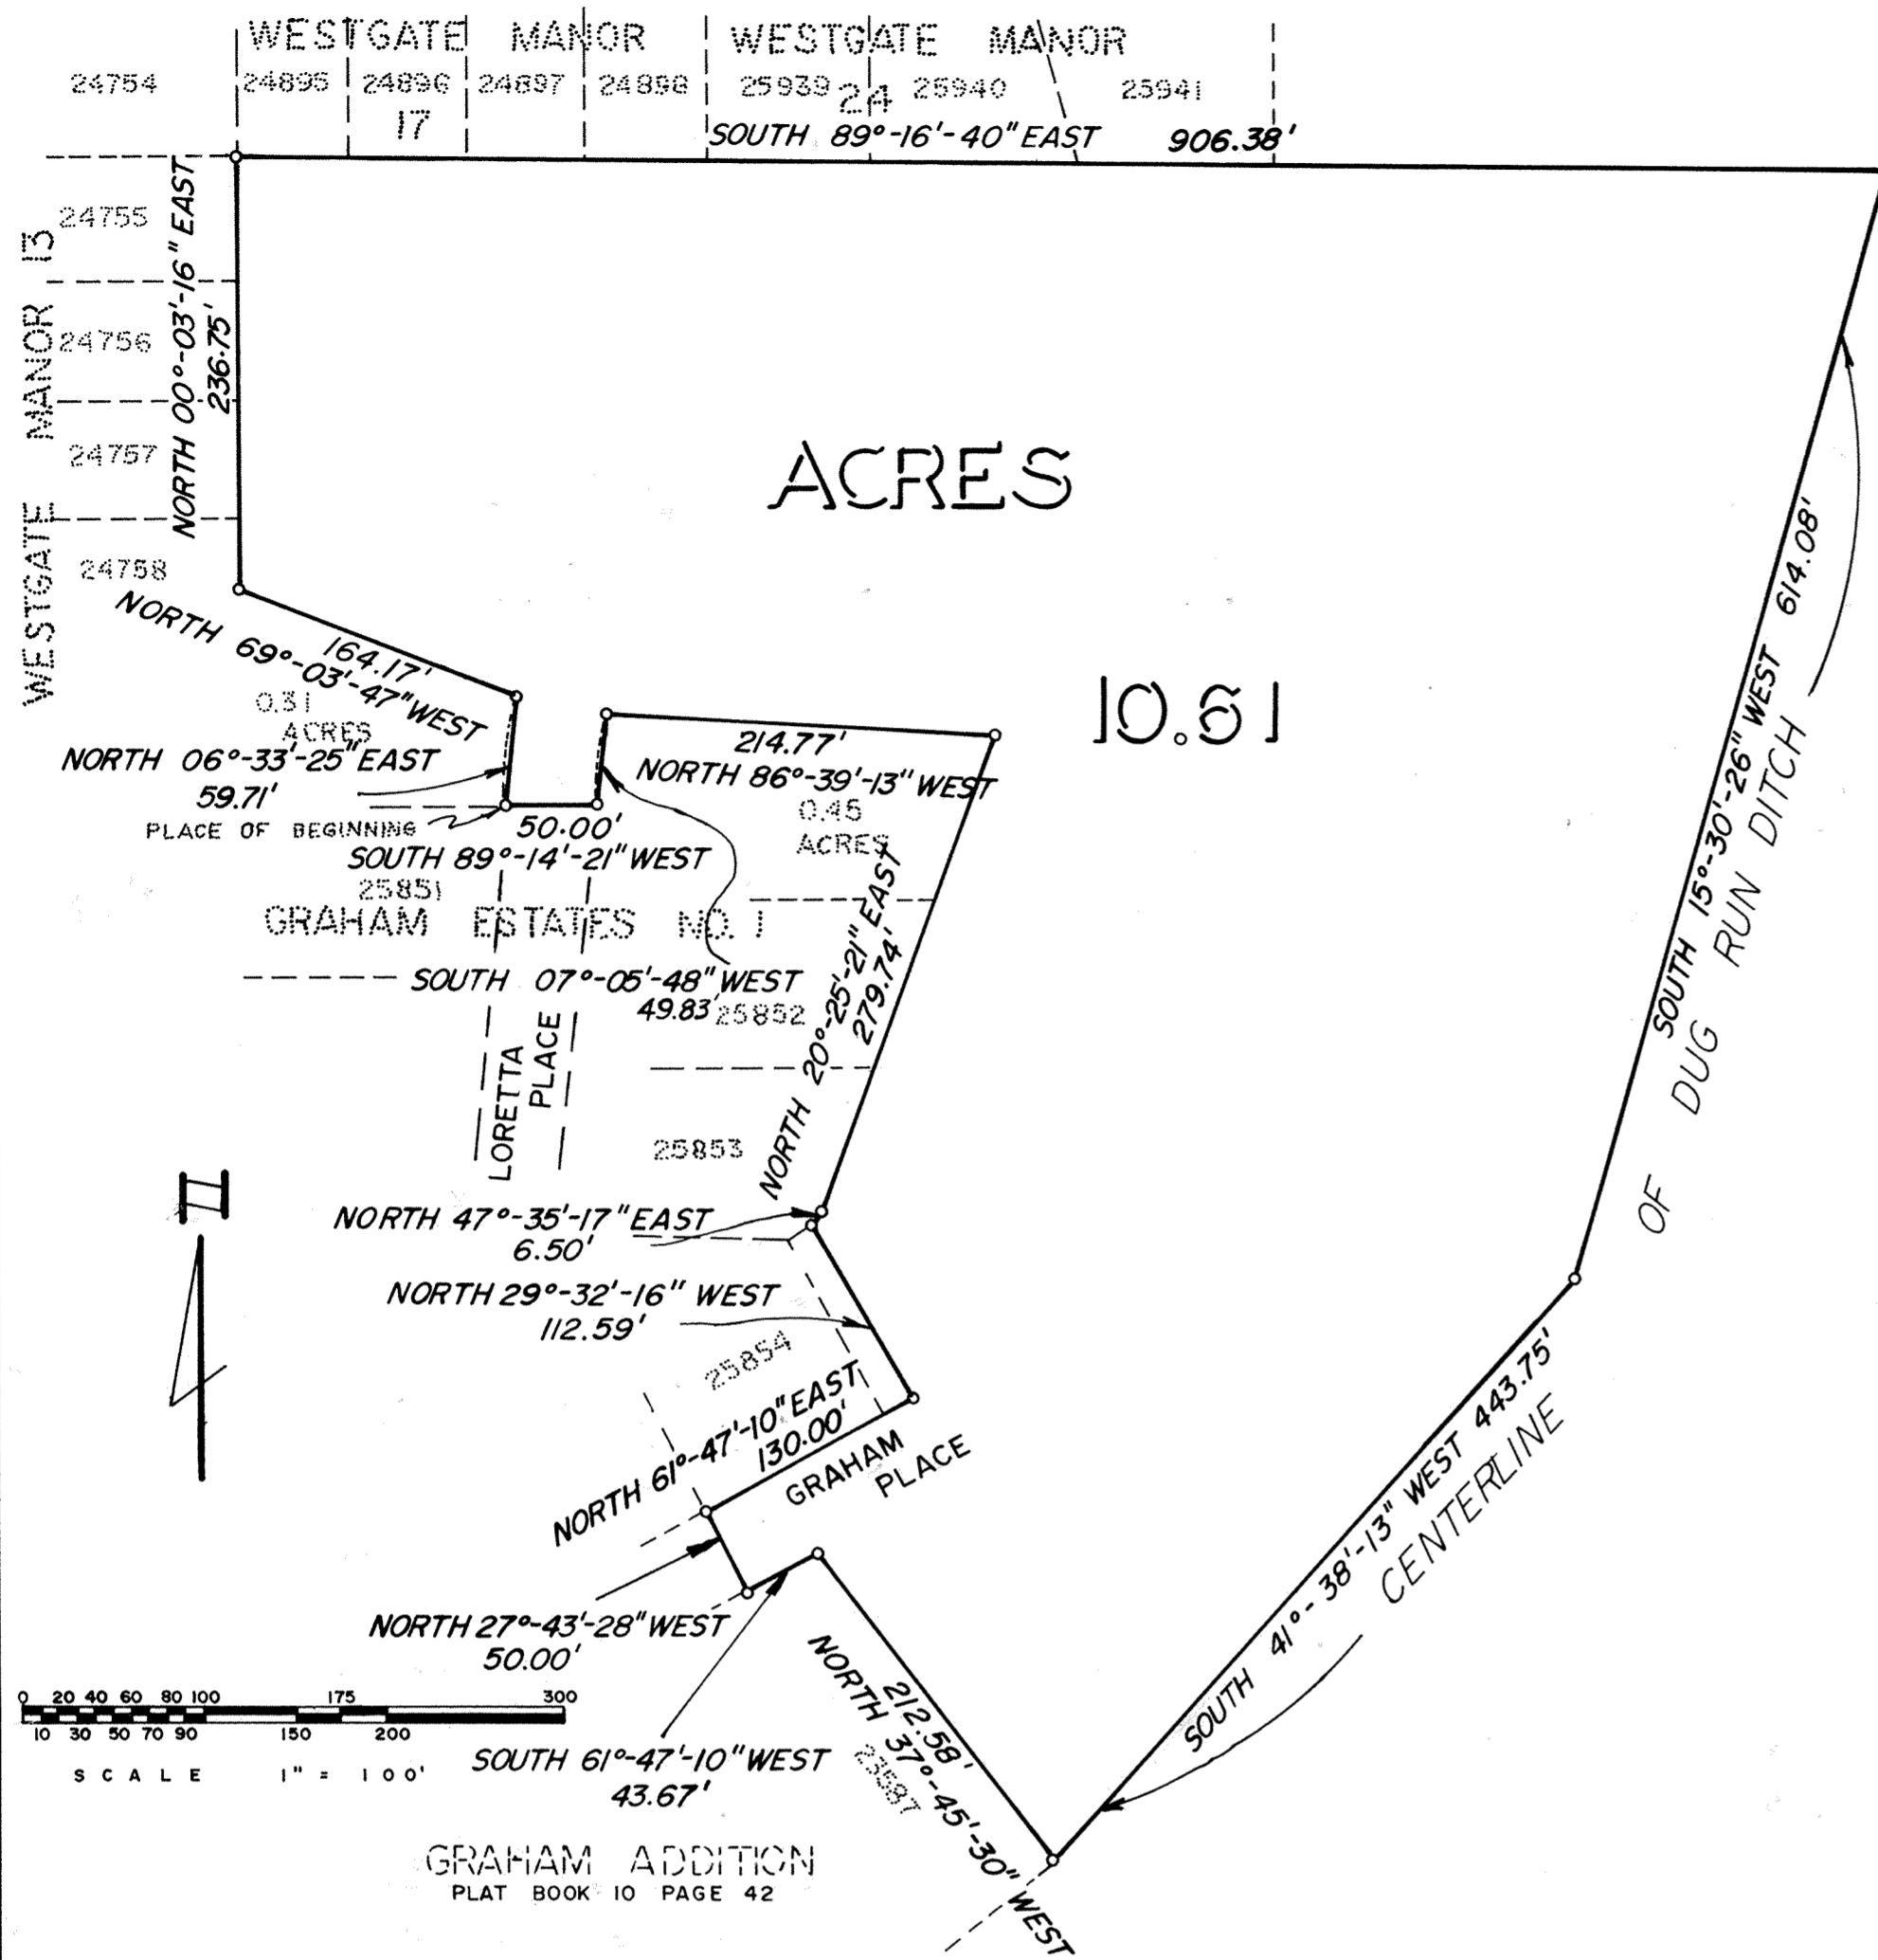 WESTGATE MANOR WESTGATE MANOR
24754 24895 24896 24897 24898 25939 24 25940 25941
17
SOUTH 89°-16'-40" EAST 906.38'
NORTH 00°-03'-16" EAST
236.75'
24755
24756
24757
24758
WESTGATE MANOR 13
ACRES
10.61
NORTH 69°-03'-47" WEST
164.17'
0.31
ACRES
NORTH 06°-33'-25" EAST
59.71'
PLACE OF BEGINNING
50.00'
SOUTH 89°-14'-21" WEST
214.77'
NORTH 86°-39'-13" WEST
0.45
ACRES
25851
GRAHAM ESTATES NO. 1
SOUTH 07°-05'-48" WEST
49.83'
25852
NORTH 20°-25'-21" EAST
279.74'
LORETTA
PLACE
25853
NORTH 47°-35'-17" EAST
6.50'
NORTH 29°-32'-16" WEST
112.59'
25854
NORTH 61°-47'-10" EAST
130.00'
GRAHAM
PLACE
NORTH 27°-43'-28" WEST
50.00'
SOUTH 61°-47'-10" WEST
43.67'
212.58'
NORTH 37°-45'-30" WEST
SOUTH 15°-30'-26" WEST 614.08'
SOUTH 41°-38'-13" WEST 443.75'
CENTERLINE OF DUG RUN DITCH
0 20 40 60 80 100 175 300
10 30 50 70 90 150 200
SCALE 1" = 100'
GRAHAM ADDITION
PLAT BOOK 10 PAGE 42